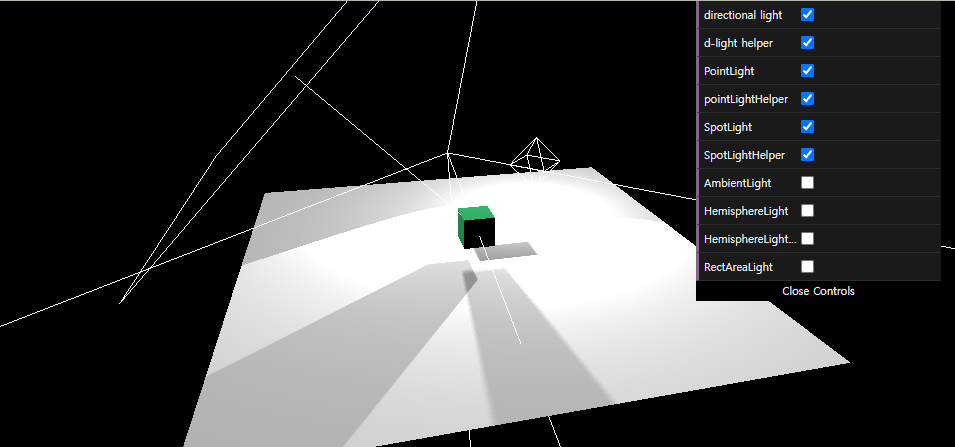 directional light
d-light helper
PointLight
pointLightHelper
SpotLight
SpotLightHelper
AmbientLight
HemisphereLight
HemisphereLight...
RectAreaLight
Close Controls